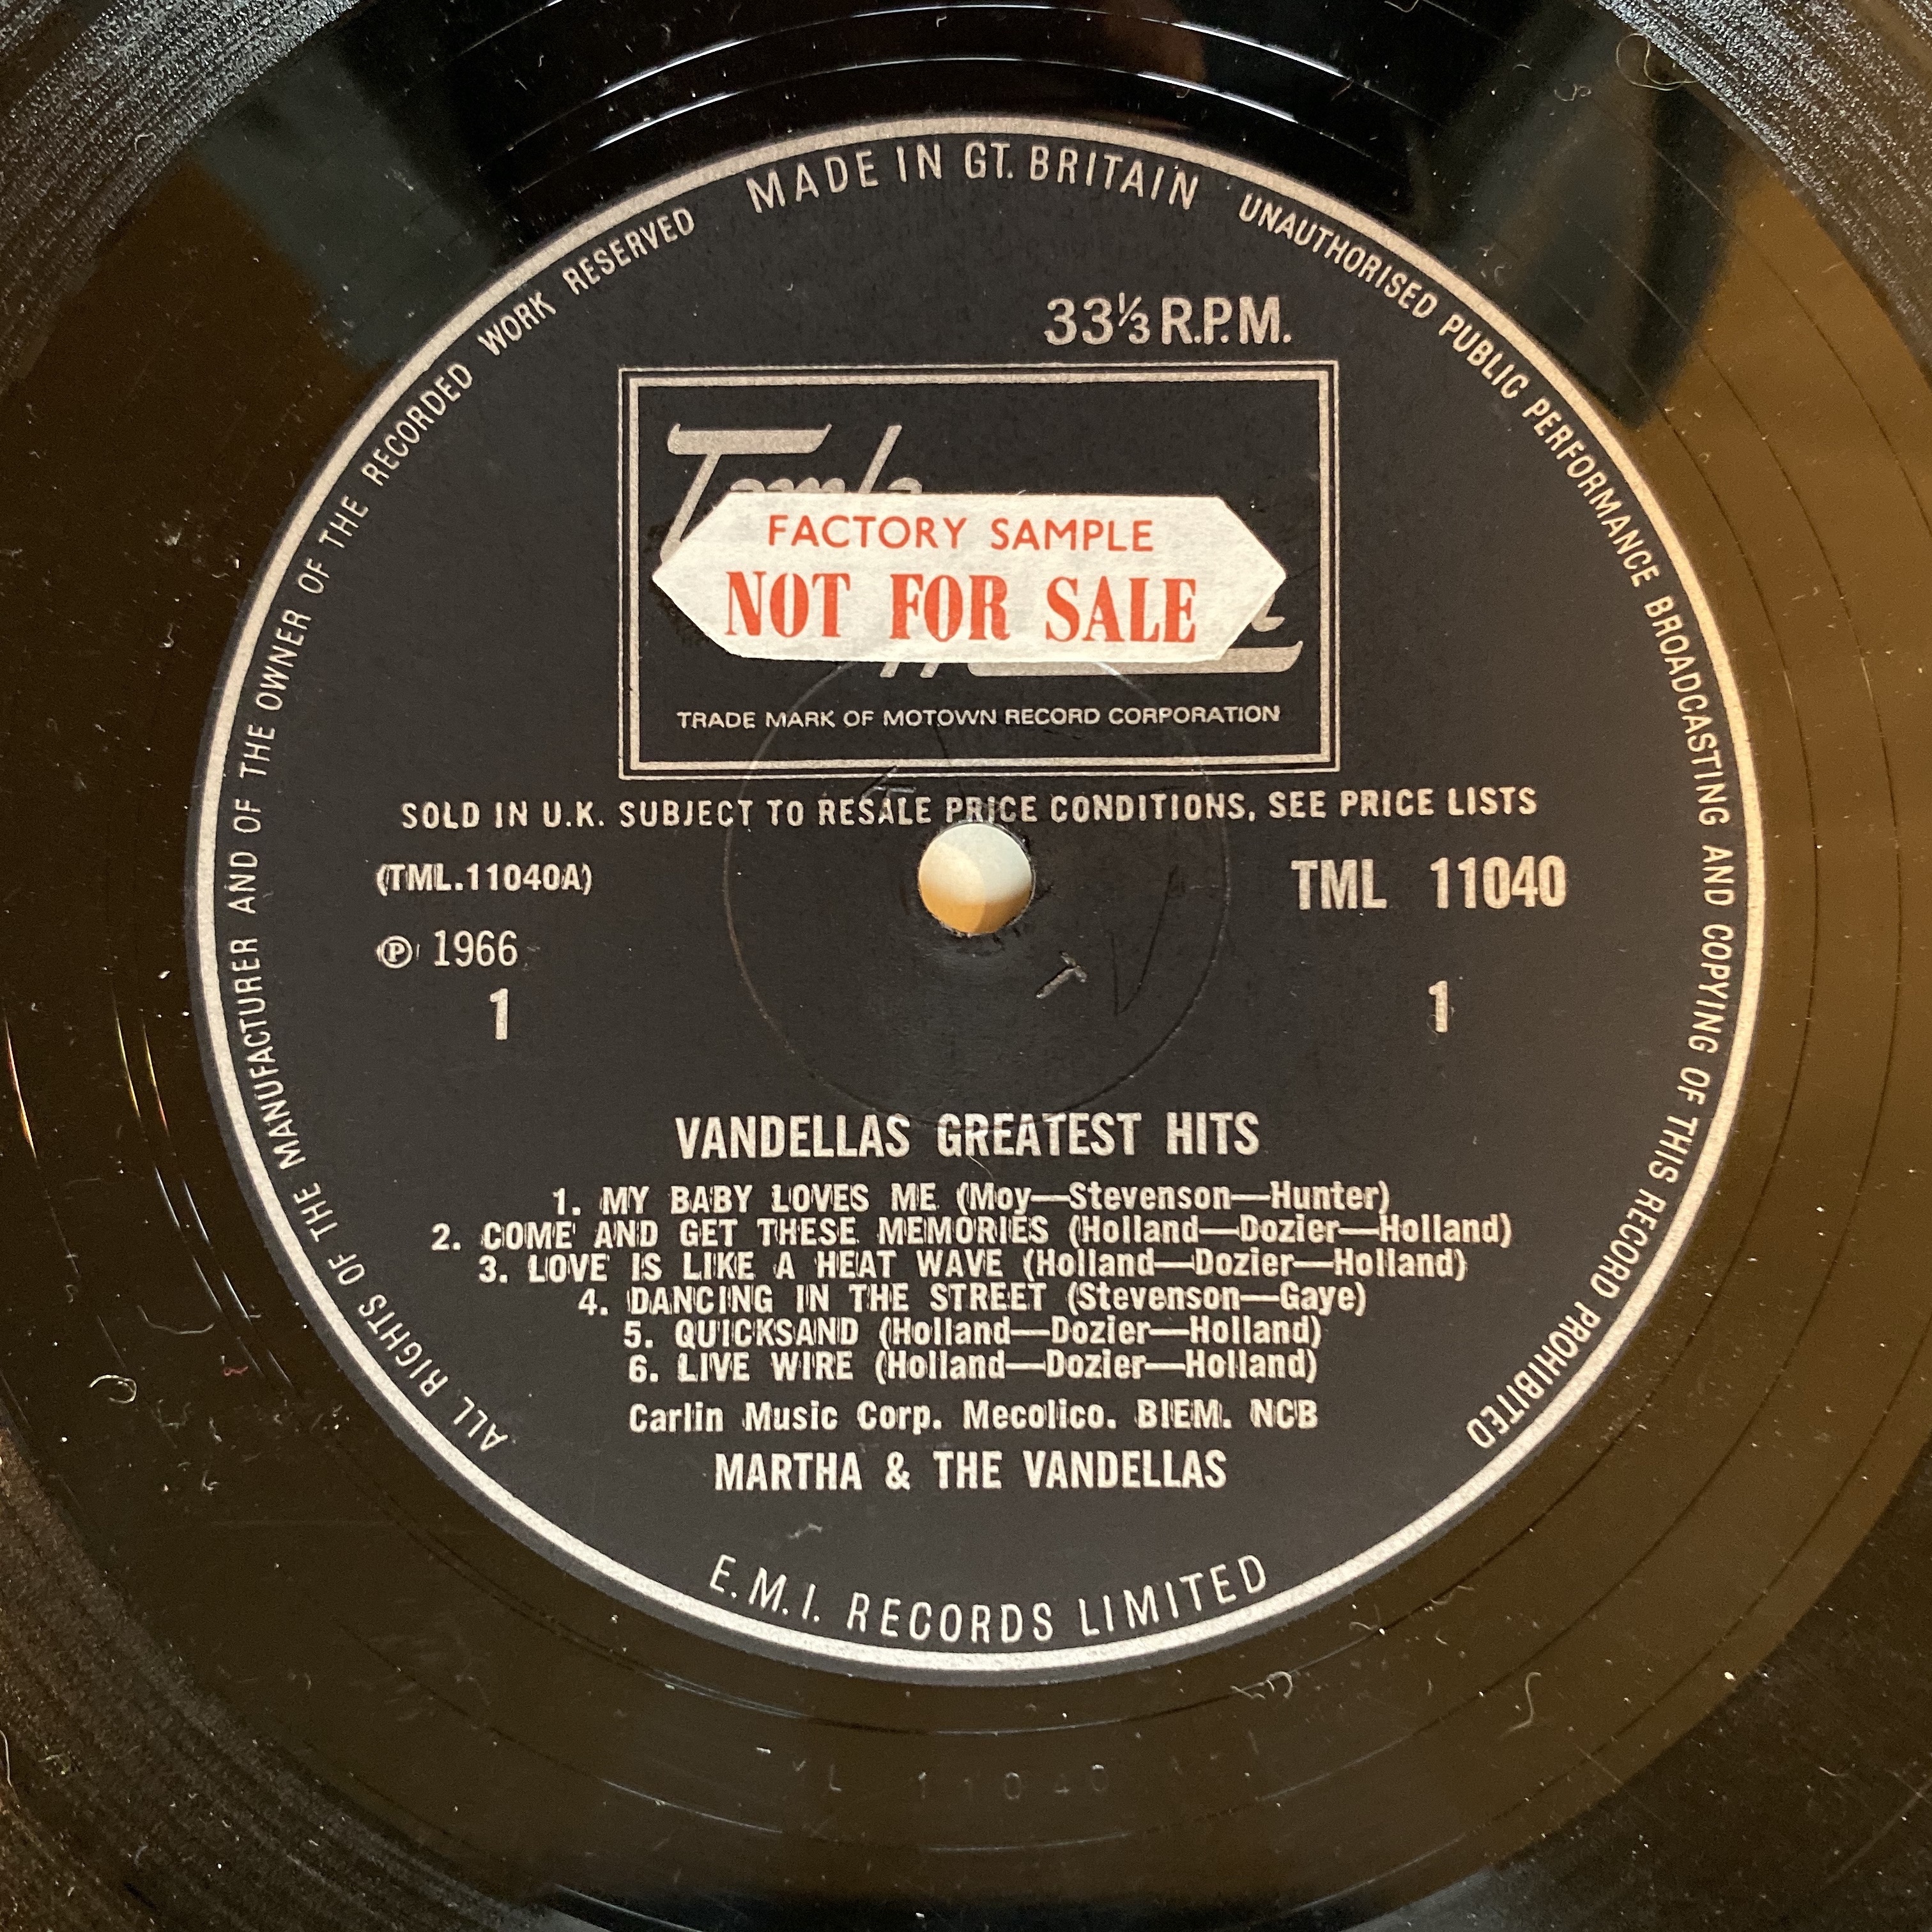 MADE IN GT. BRITAIN
UNAUTHORISED PUBLIC PERFORMANCE BROADCASTING AND COPYING OF THIS RECORD PROHIBITED
ALL RIGHTS OF THE MANUFACTURER AND OF THE OWNER OF THE RECORDED WORK RESERVED
33⅓ R.P.M.
FACTORY SAMPLE
NOT FOR SALE
TRADE MARK OF MOTOWN RECORD CORPORATION
SOLD IN U.K. SUBJECT TO RESALE PRICE CONDITIONS, SEE PRICE LISTS
(TML.11040A)
TML 11040
℗ 1966
1
1
VANDELLAS GREATEST HITS
1. MY BABY LOVES ME (Moy—Stevenson—Hunter)
2. COME AND GET THESE MEMORIES (Holland—Dozier—Holland)
3. LOVE IS LIKE A HEAT WAVE (Holland—Dozier—Holland)
4. DANCING IN THE STREET (Stevenson—Gaye)
5. QUICKSAND (Holland—Dozier—Holland)
6. LIVE WIRE (Holland—Dozier—Holland)
Carlin Music Corp. Mecolico. BIEM. NCB
MARTHA & THE VANDELLAS
E.M.I. RECORDS LIMITED
11040